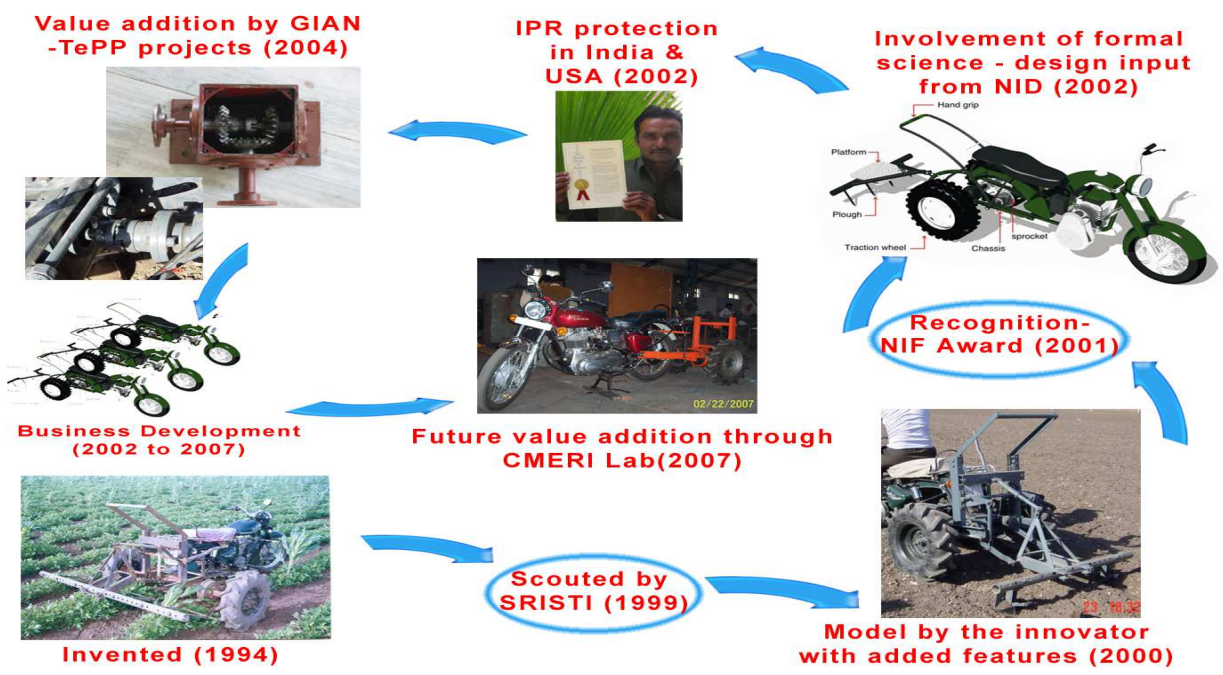 Value addition by GIAN
-TePP projects (2004)
IPR protection
in India &
USA (2002)
Involvement of formal
science - design input
from NID (2002)
Hand grip
Platform
Plough
Traction wheel
Chassis
sprocket
Recognition-
NIF Award (2001)
02/22/2007
Business Development
(2002 to 2007)
Future value addition through
CMERI Lab(2007)
Invented (1994)
Scouted by
SRISTI (1999)
Model by the innovator
with added features (2000)